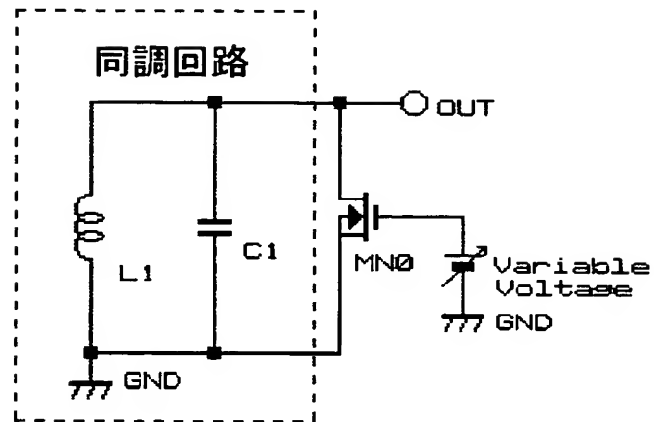 同調回路
OUT
L1
C1
MN0
Variable
Voltage
GND
GND